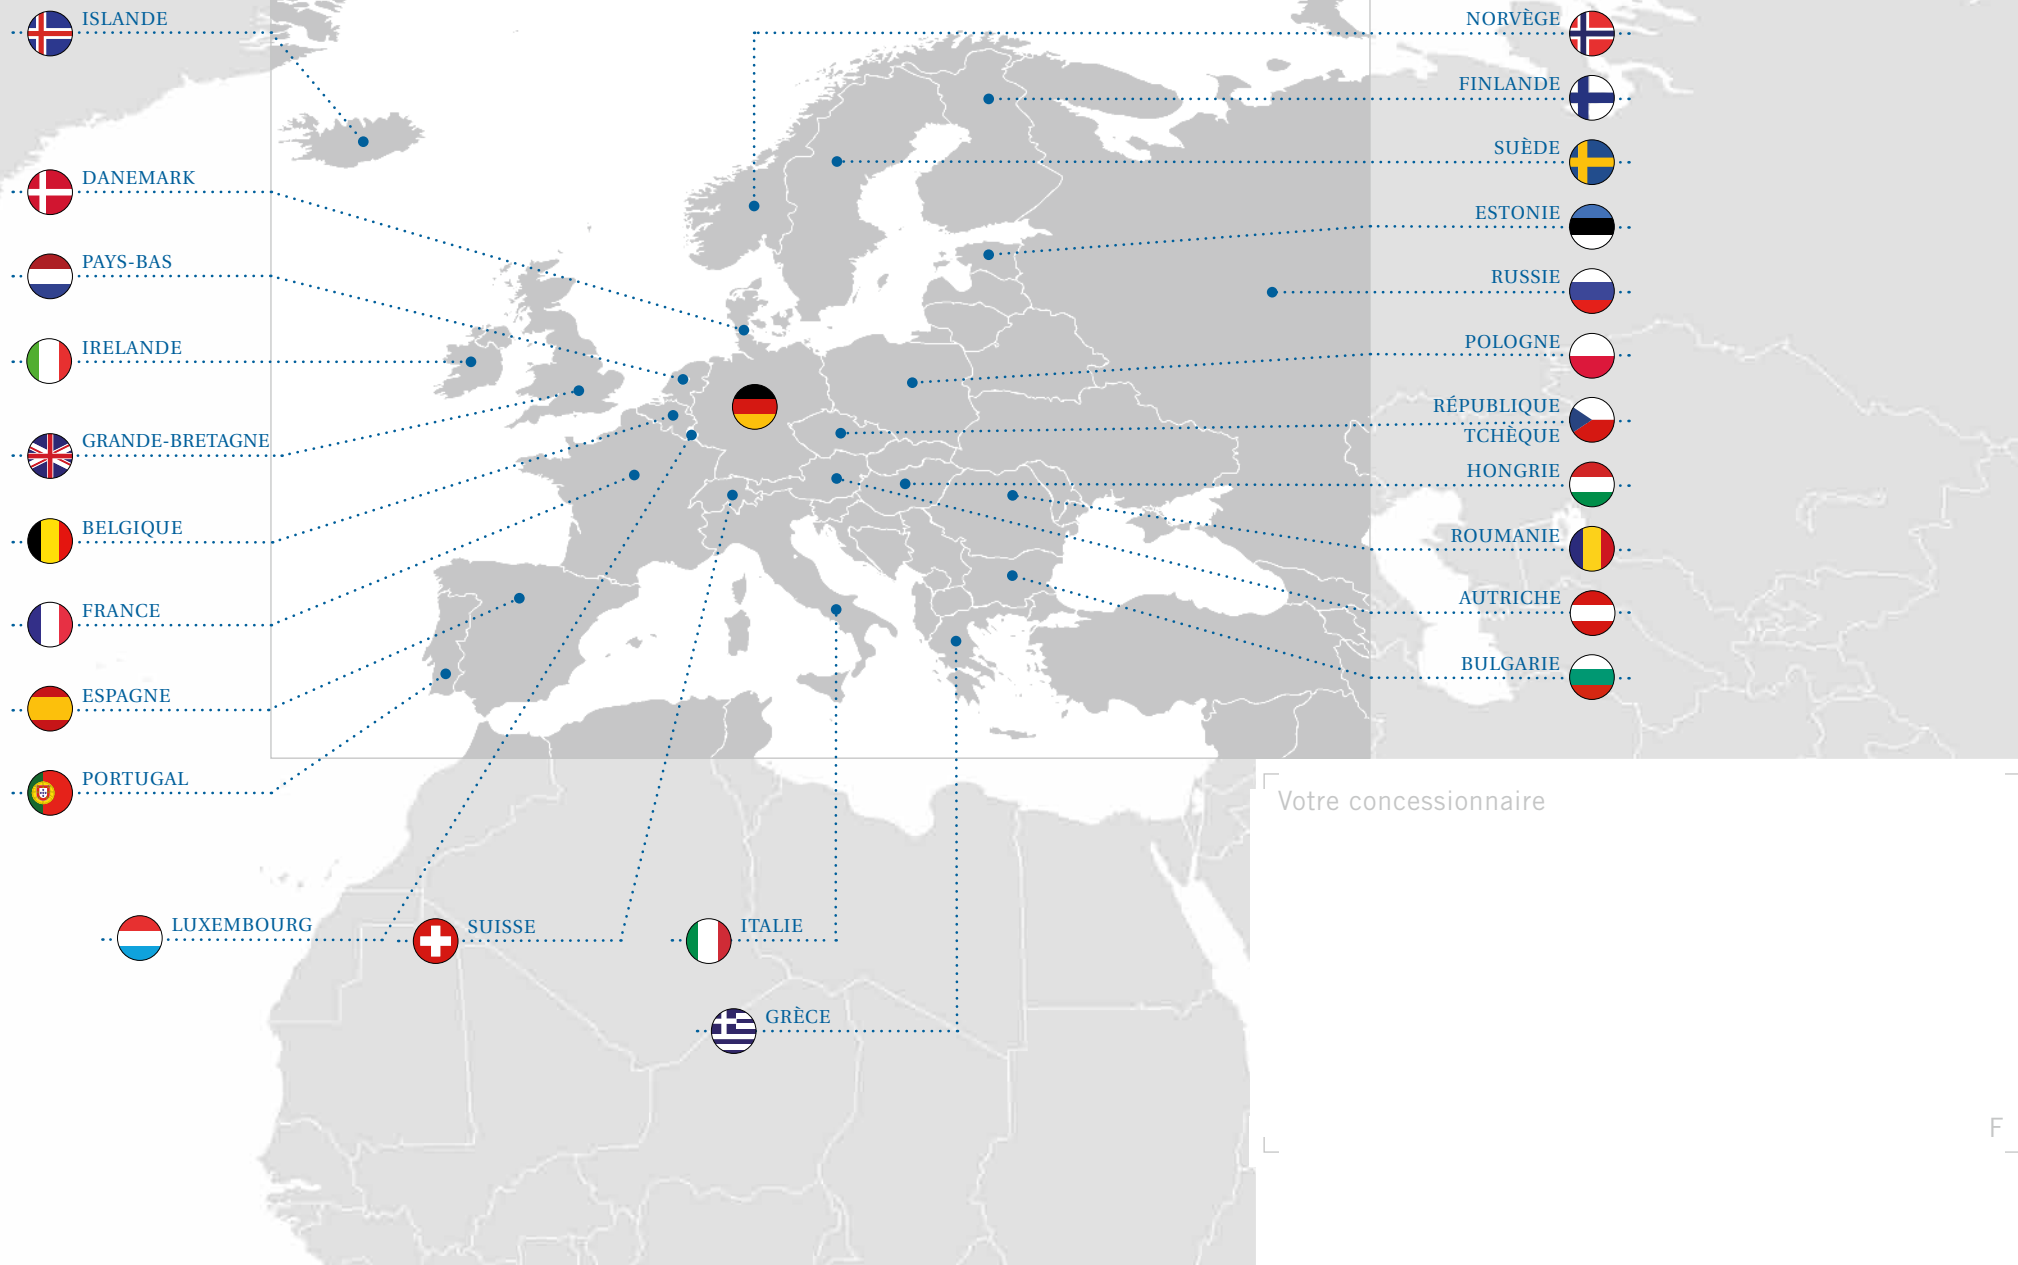 ISLANDE
DANEMARK
PAYS-BAS
IRELANDE
GRANDE-BRETAGNE
BELGIQUE
FRANCE
ESPAGNE
PORTUGAL
LUXEMBOURG
SUISSE
ITALIE
GRÈCE
NORVÈGE
FINLANDE
SUÈDE
ESTONIE
RUSSIE
POLOGNE
RÉPUBLIQUE
TCHÈQUE
HONGRIE
ROUMANIE
AUTRICHE
BULGARIE
Votre concessionnaire
F